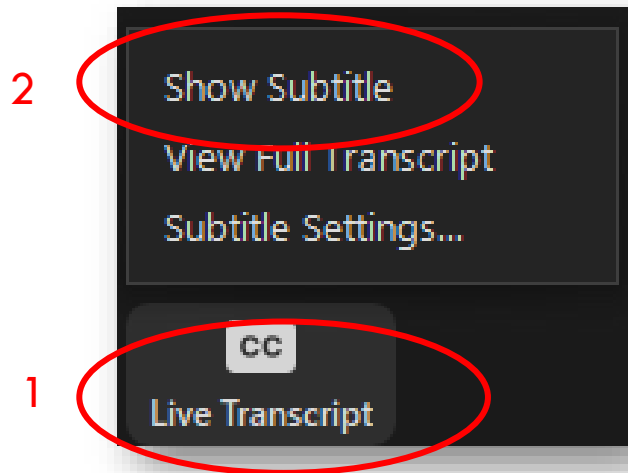 2
Show Subtitle
View Full Transcript
Subtitle Settings...
CC
1
Live Transcript